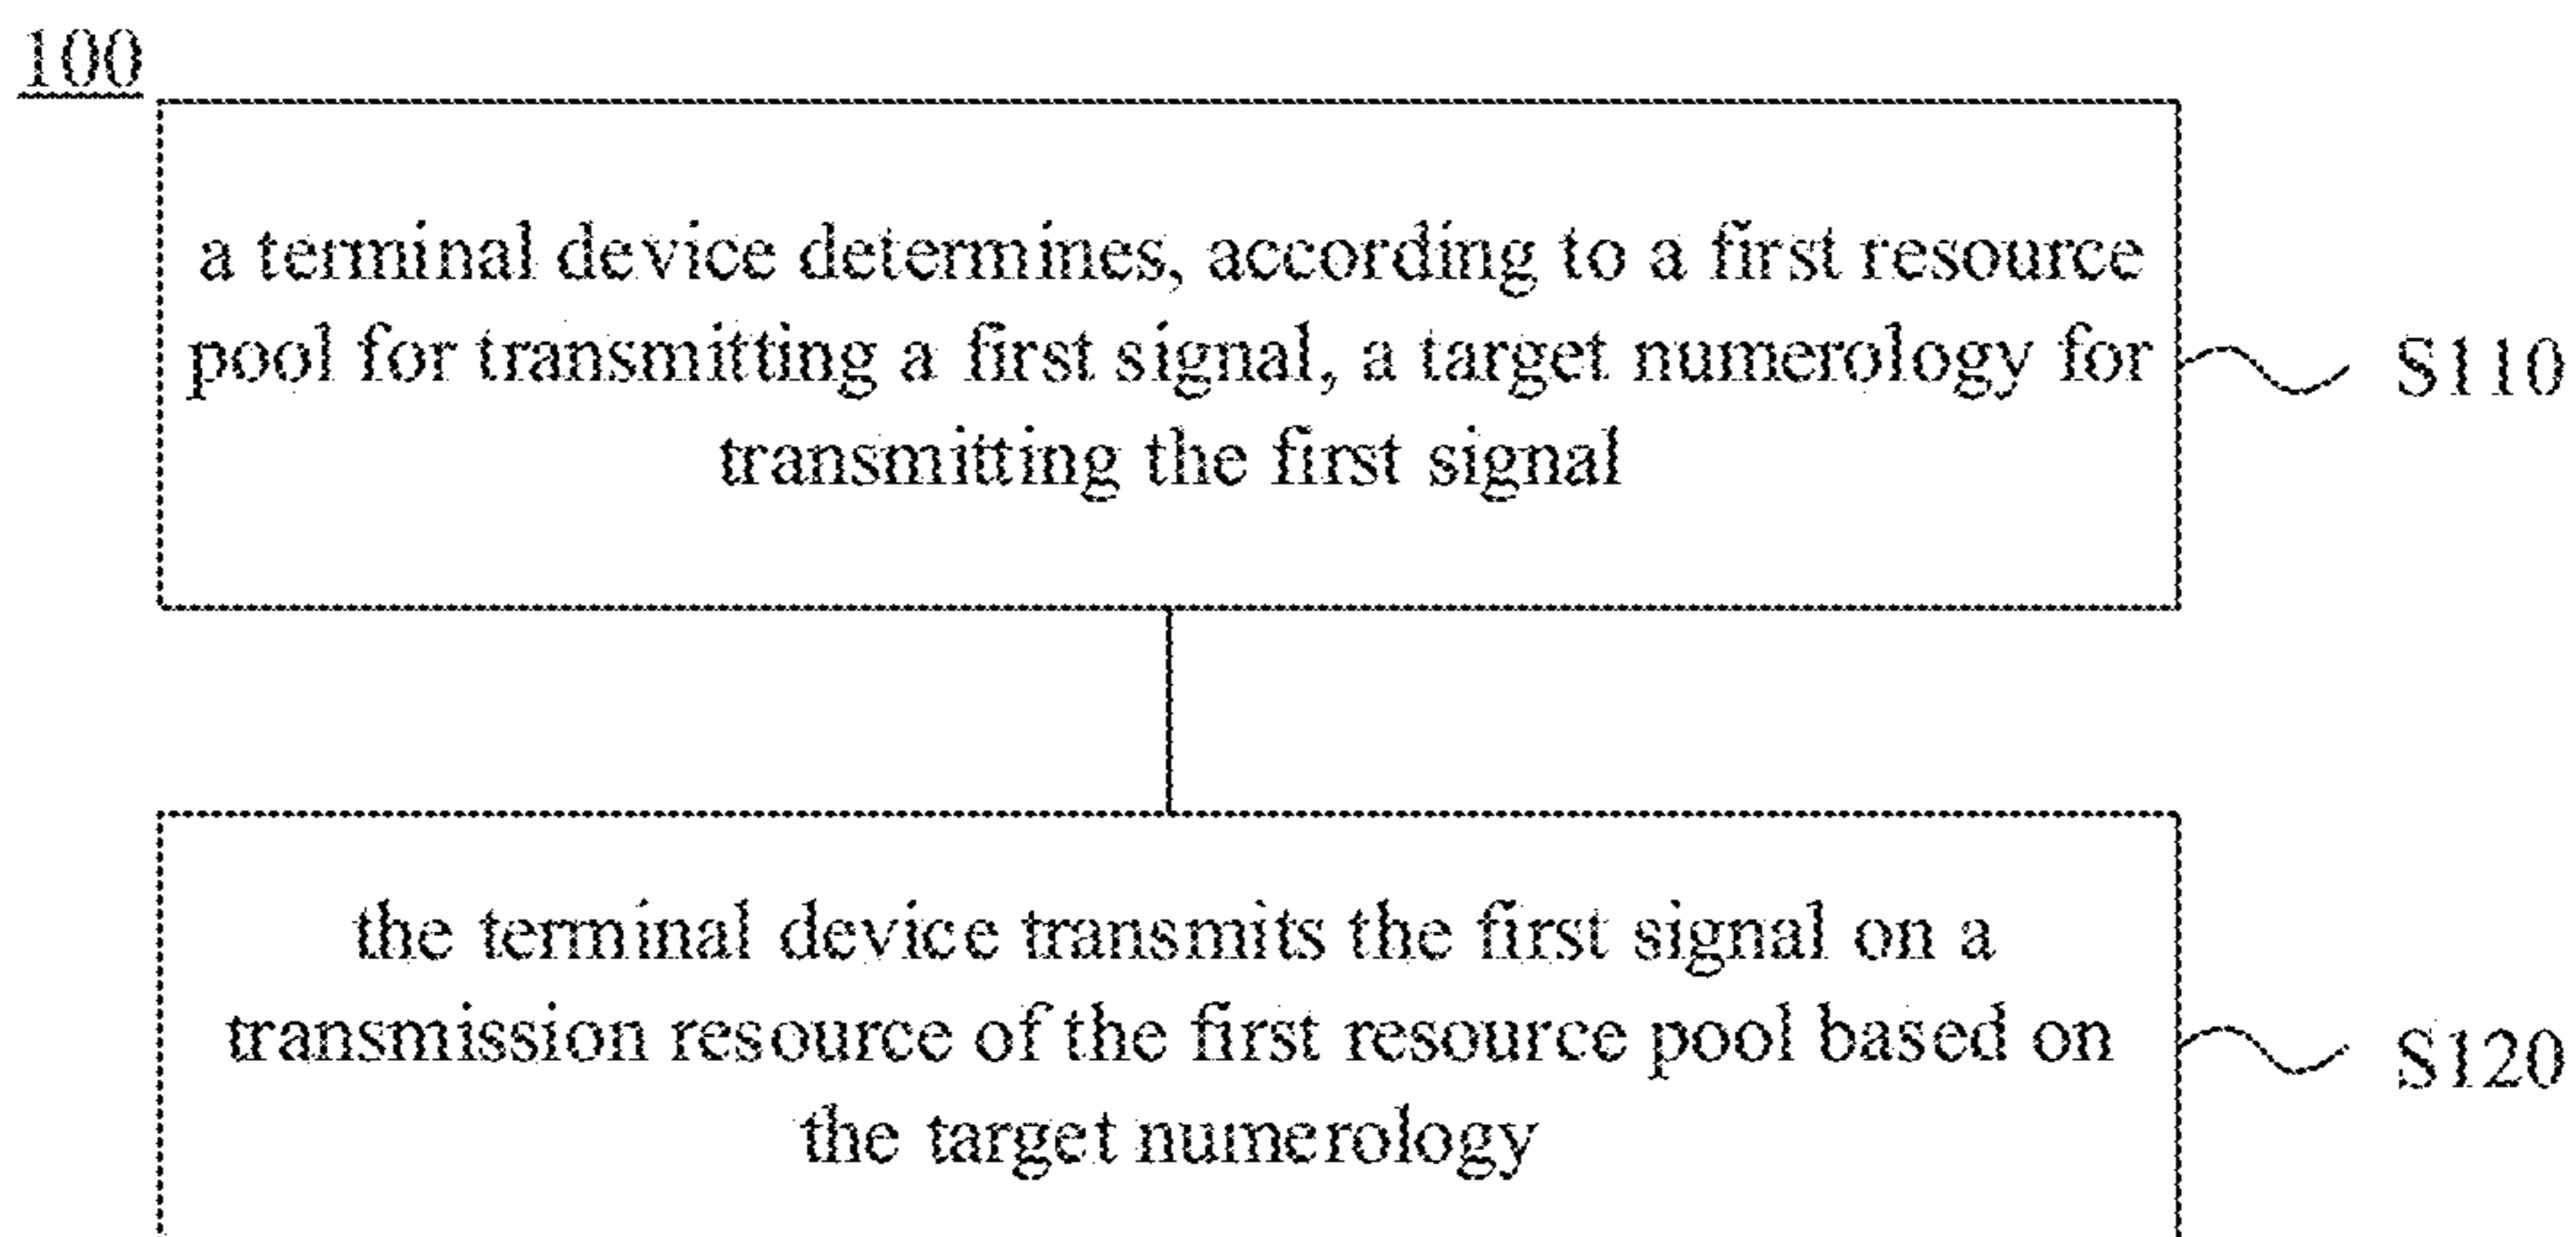 100
a terminal device determines, according to a first resource
pool for transmitting a first signal, a target numerology for
transmitting the first signal
S110
the terminal device transmits the first signal on a
transmission resource of the first resource pool based on
the target numerology
S120